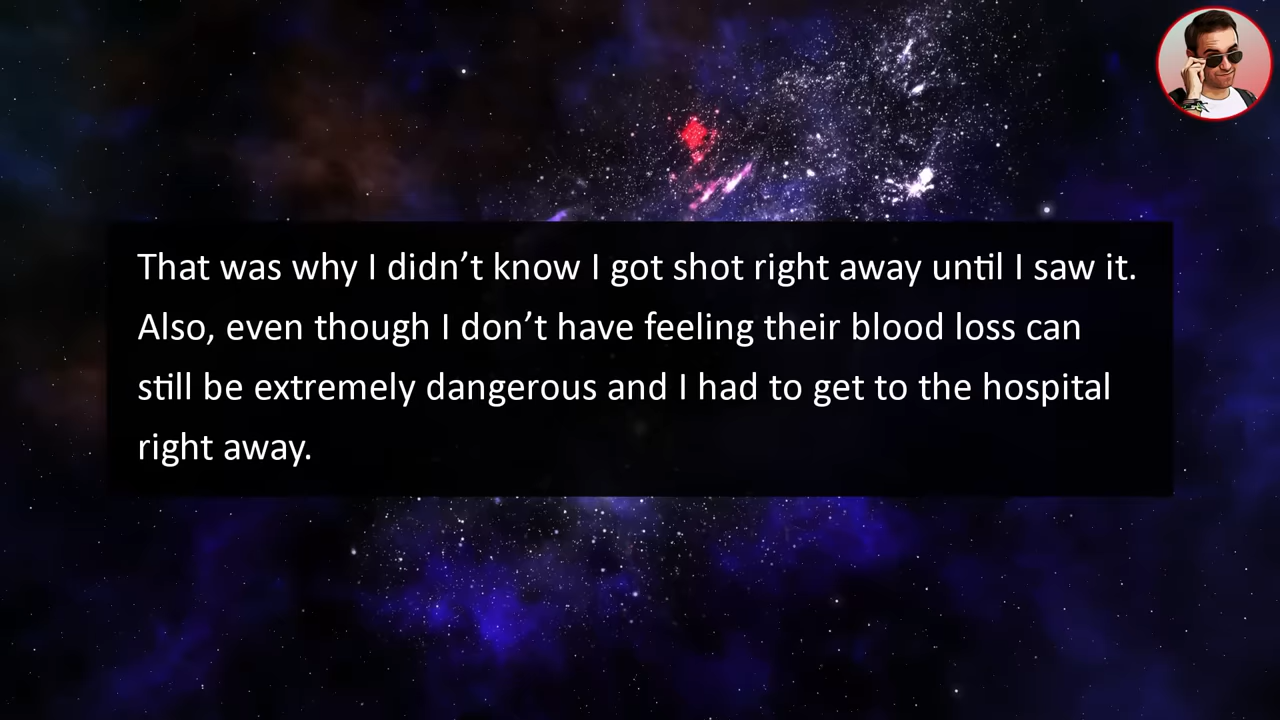 That was why I didn’t know I got shot right away until I saw it.
Also, even though I don’t have feeling their blood loss can
still be extremely dangerous and I had to get to the hospital
right away.